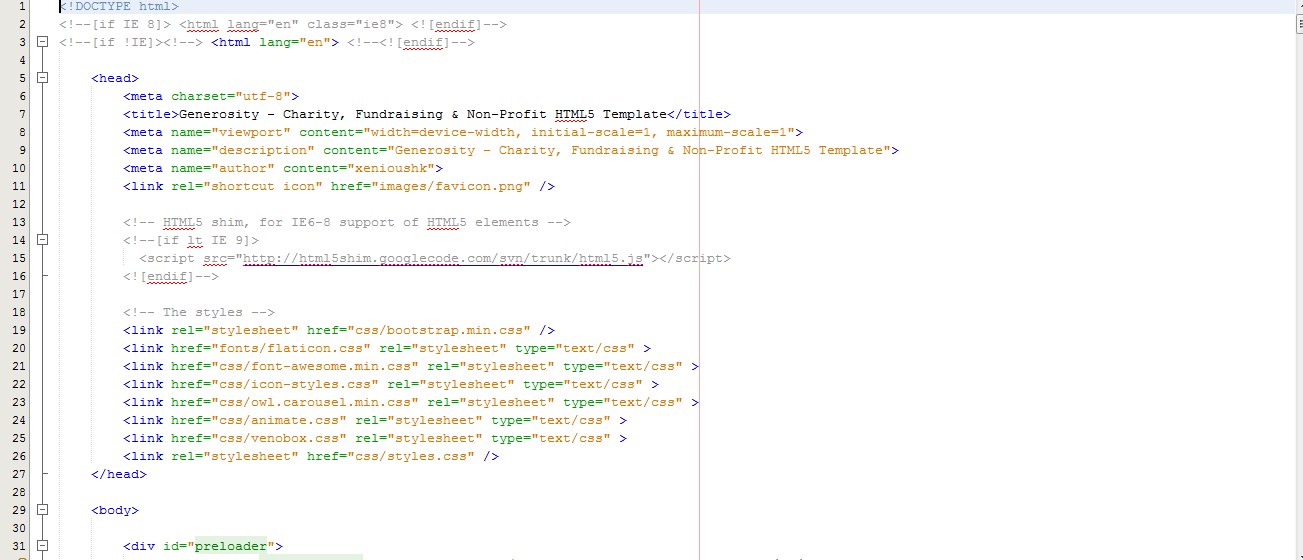 1 <!DOCTYPE html>
2 <!--[if IE 8]> <html lang="en" class="ie8"> <![endif]-->
3 <!--[if !IE]><!--> <html lang="en"> <!--<![endif]-->
4
5 <head>
6 <meta charset="utf-8">
7 <title>Generosity - Charity, Fundraising & Non-Profit HTML5 Template</title>
8 <meta name="viewport" content="width=device-width, initial-scale=1, maximum-scale=1">
9 <meta name="description" content="Generosity - Charity, Fundraising & Non-Profit HTML5 Template">
10 <meta name="author" content="xenioushk">
11 <link rel="shortcut icon" href="images/favicon.png" />
12
13 <!-- HTML5 shim, for IE6-8 support of HTML5 elements -->
14 <!--[if lt IE 9]>
15 <script src="http://html5shim.googlecode.com/svn/trunk/html5.js"></script>
16 <![endif]-->
17
18 <!-- The styles -->
19 <link rel="stylesheet" href="css/bootstrap.min.css" />
20 <link href="fonts/flaticon.css" rel="stylesheet" type="text/css" >
21 <link href="css/font-awesome.min.css" rel="stylesheet" type="text/css" >
22 <link href="css/icon-styles.css" rel="stylesheet" type="text/css" >
23 <link href="css/owl.carousel.min.css" rel="stylesheet" type="text/css" >
24 <link href="css/animate.css" rel="stylesheet" type="text/css" >
25 <link href="css/venobox.css" rel="stylesheet" type="text/css" >
26 <link rel="stylesheet" href="css/styles.css" />
27 </head>
28
29 <body>
30
31 <div id="preloader">